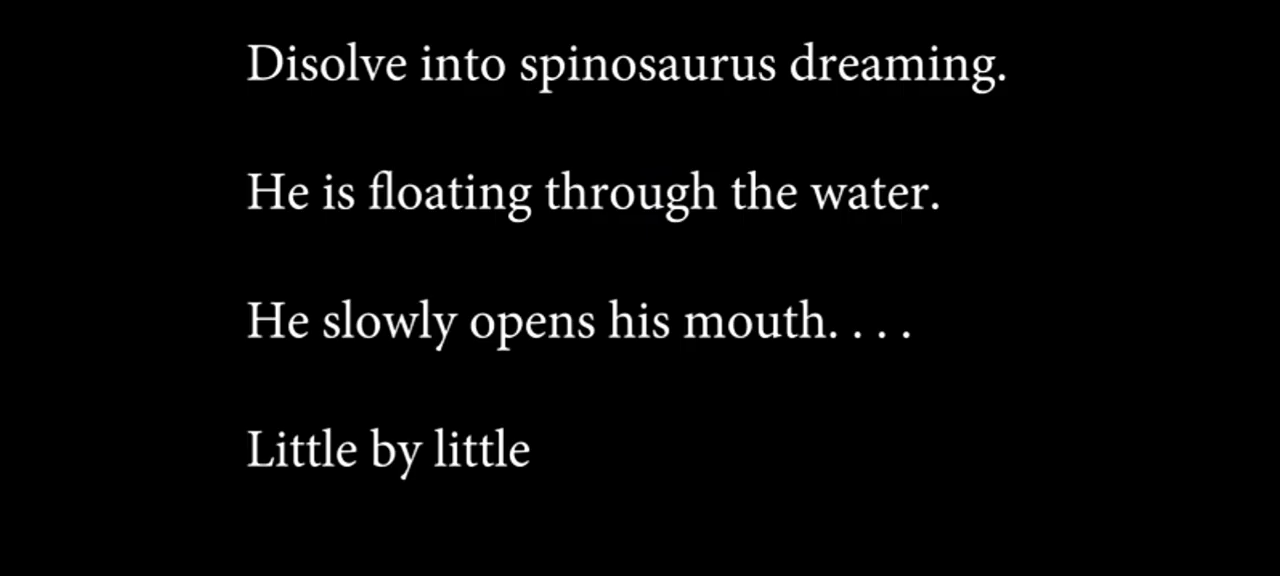 Disolve into spinosaurus dreaming.
He is floating through the water.
He slowly opens his mouth. . . .
Little by little